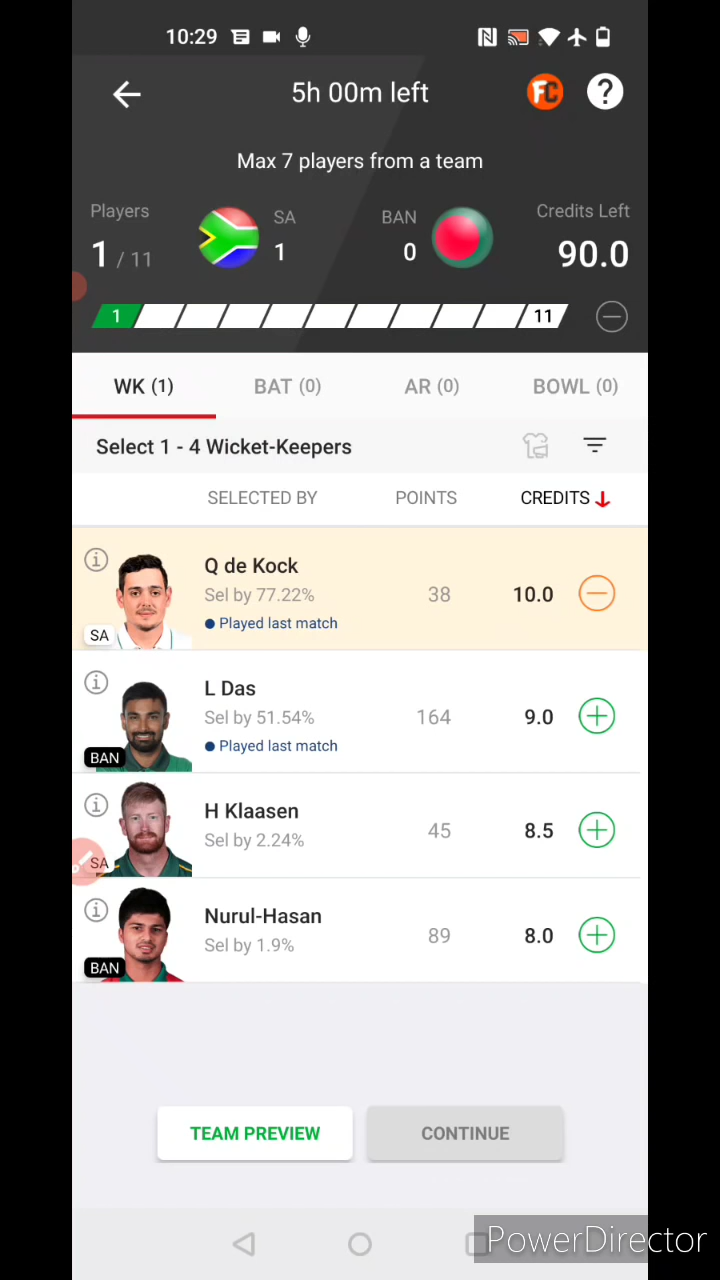 10:29
5h 00m left
FC
?
Max 7 players from a team
Players
SA
BAN
Credits Left
1 / 11
1
0
90.0
1
11
WK (1)
BAT (0)
AR (0)
BOWL (0)
Select 1 - 4 Wicket-Keepers
SELECTED BY
POINTS
CREDITS
Q de Kock
Sel by 77.22%
38
10.0
Played last match
SA
L Das
Sel by 51.54%
164
9.0
Played last match
BAN
H Klaasen
Sel by 2.24%
45
8.5
SA
Nurul-Hasan
Sel by 1.9%
89
8.0
BAN
TEAM PREVIEW
CONTINUE
PowerDirector